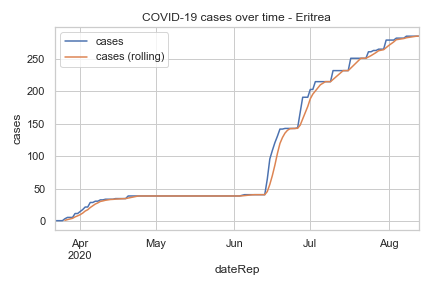 COVID-19 cases over time - Eritrea
cases
cases (rolling)
cases
250
200
150
100
50
0
Apr
2020
May
Jun
Jul
Aug
dateRep